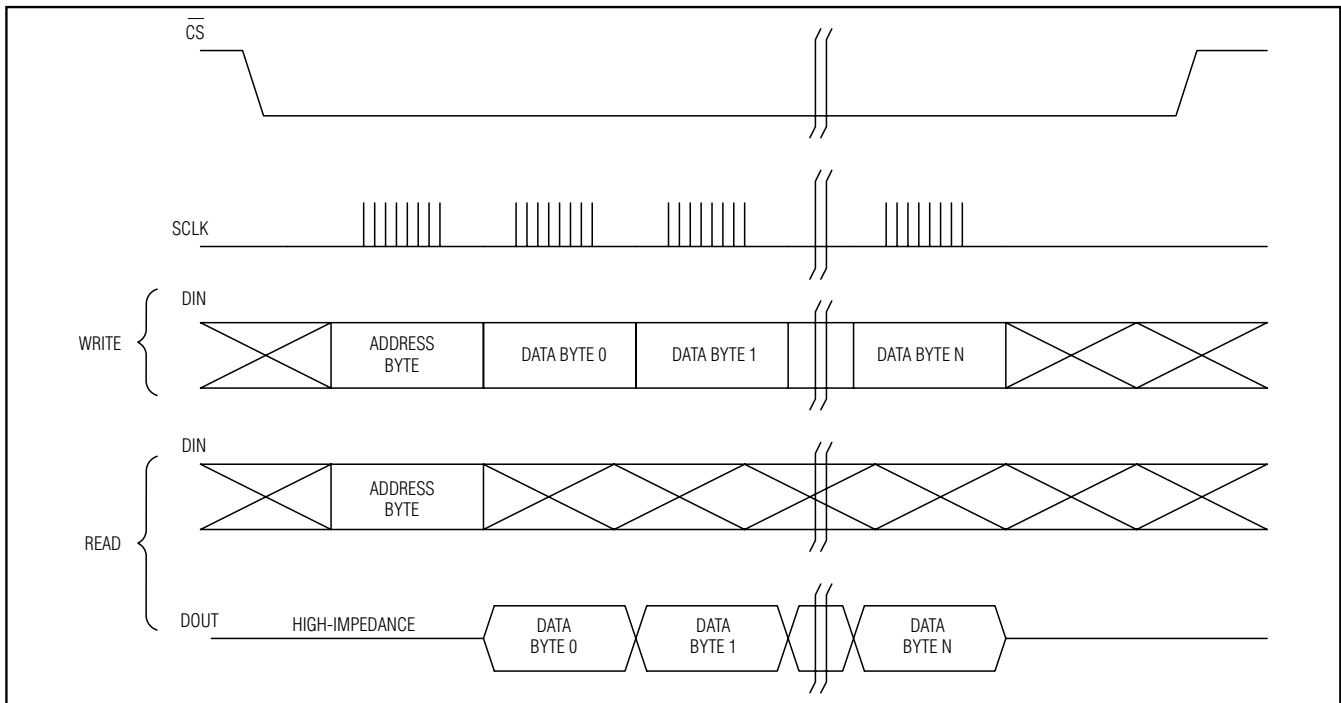 C̅S̅
SCLK
DIN
WRITE
ADDRESS
BYTE
DATA BYTE 0
DATA BYTE 1
DATA BYTE N
DIN
ADDRESS
BYTE
READ
DOUT
HIGH-IMPEDANCE
DATA
BYTE 0
DATA
BYTE 1
DATA
BYTE N